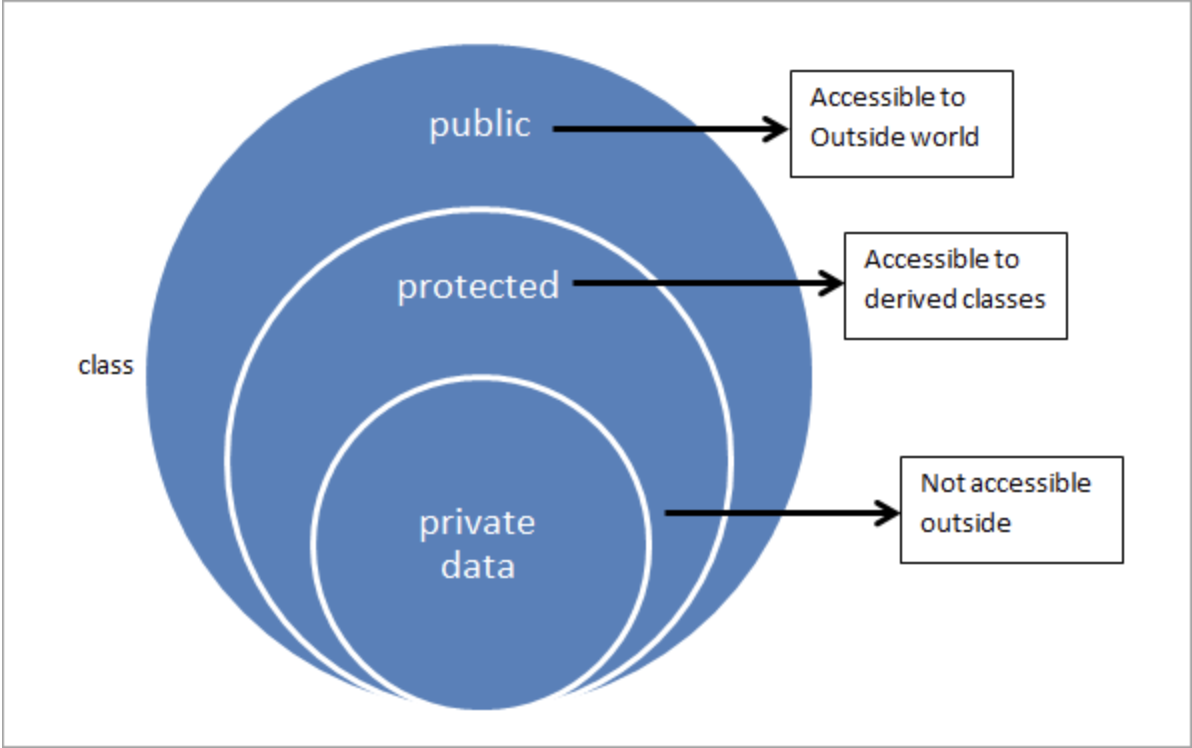 public
Accessible to
Outside world
protected
Accessible to
derived classes
class
private
data
Not accessible
outside